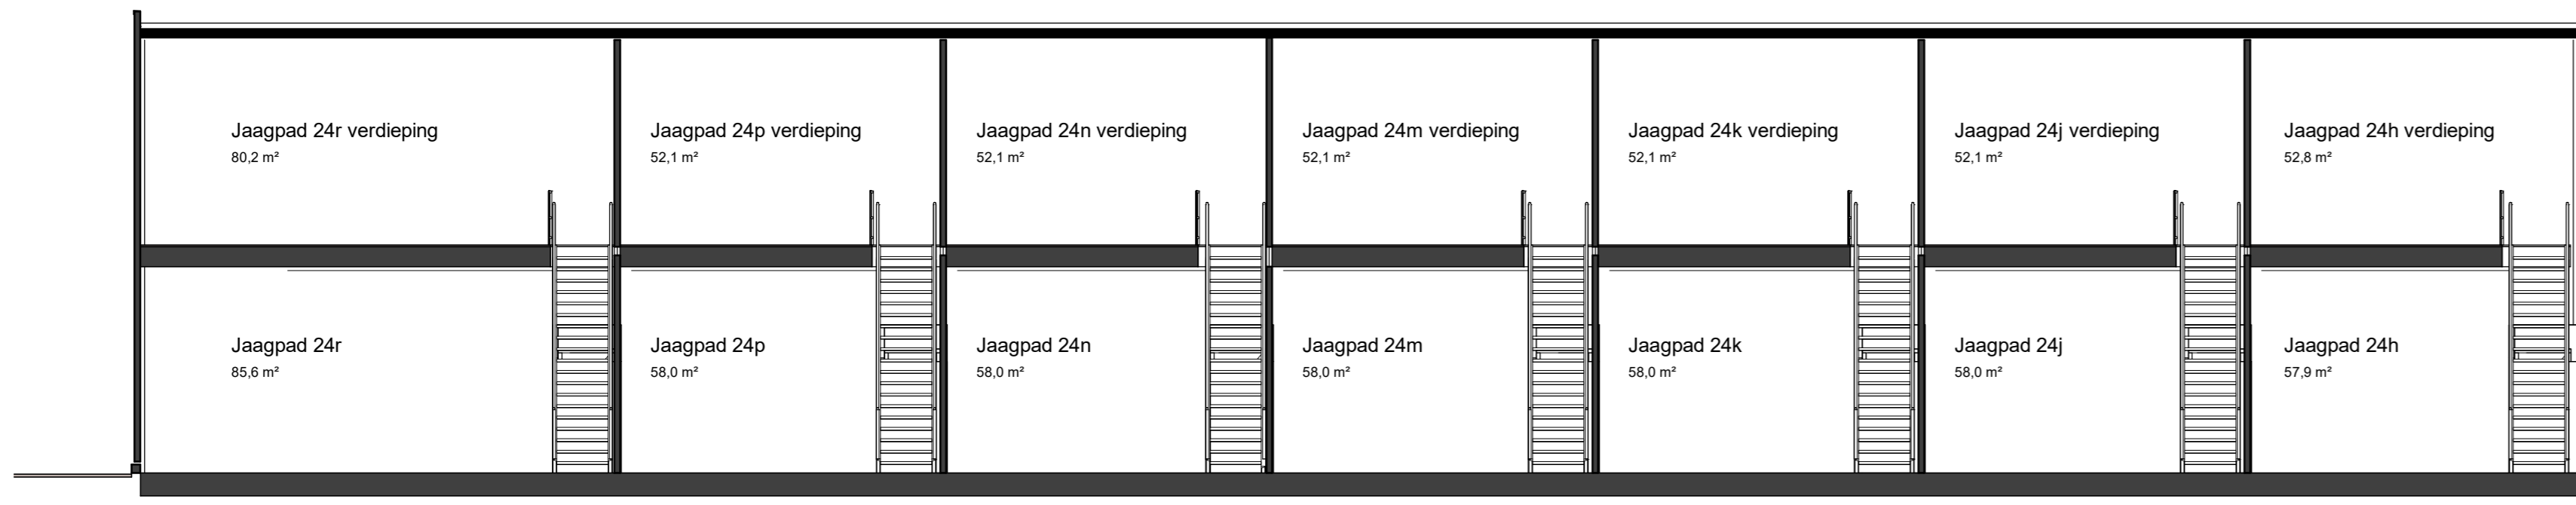 Jaagpad 24r verdieping
80,2 m²
Jaagpad 24p verdieping
52,1 m²
Jaagpad 24n verdieping
52,1 m²
Jaagpad 24m verdieping
52,1 m²
Jaagpad 24k verdieping
52,1 m²
Jaagpad 24j verdieping
52,1 m²
Jaagpad 24h verdieping
52,8 m²
Jaagpad 24r
85,6 m²
Jaagpad 24p
58,0 m²
Jaagpad 24n
58,0 m²
Jaagpad 24m
58,0 m²
Jaagpad 24k
58,0 m²
Jaagpad 24j
58,0 m²
Jaagpad 24h
57,9 m²